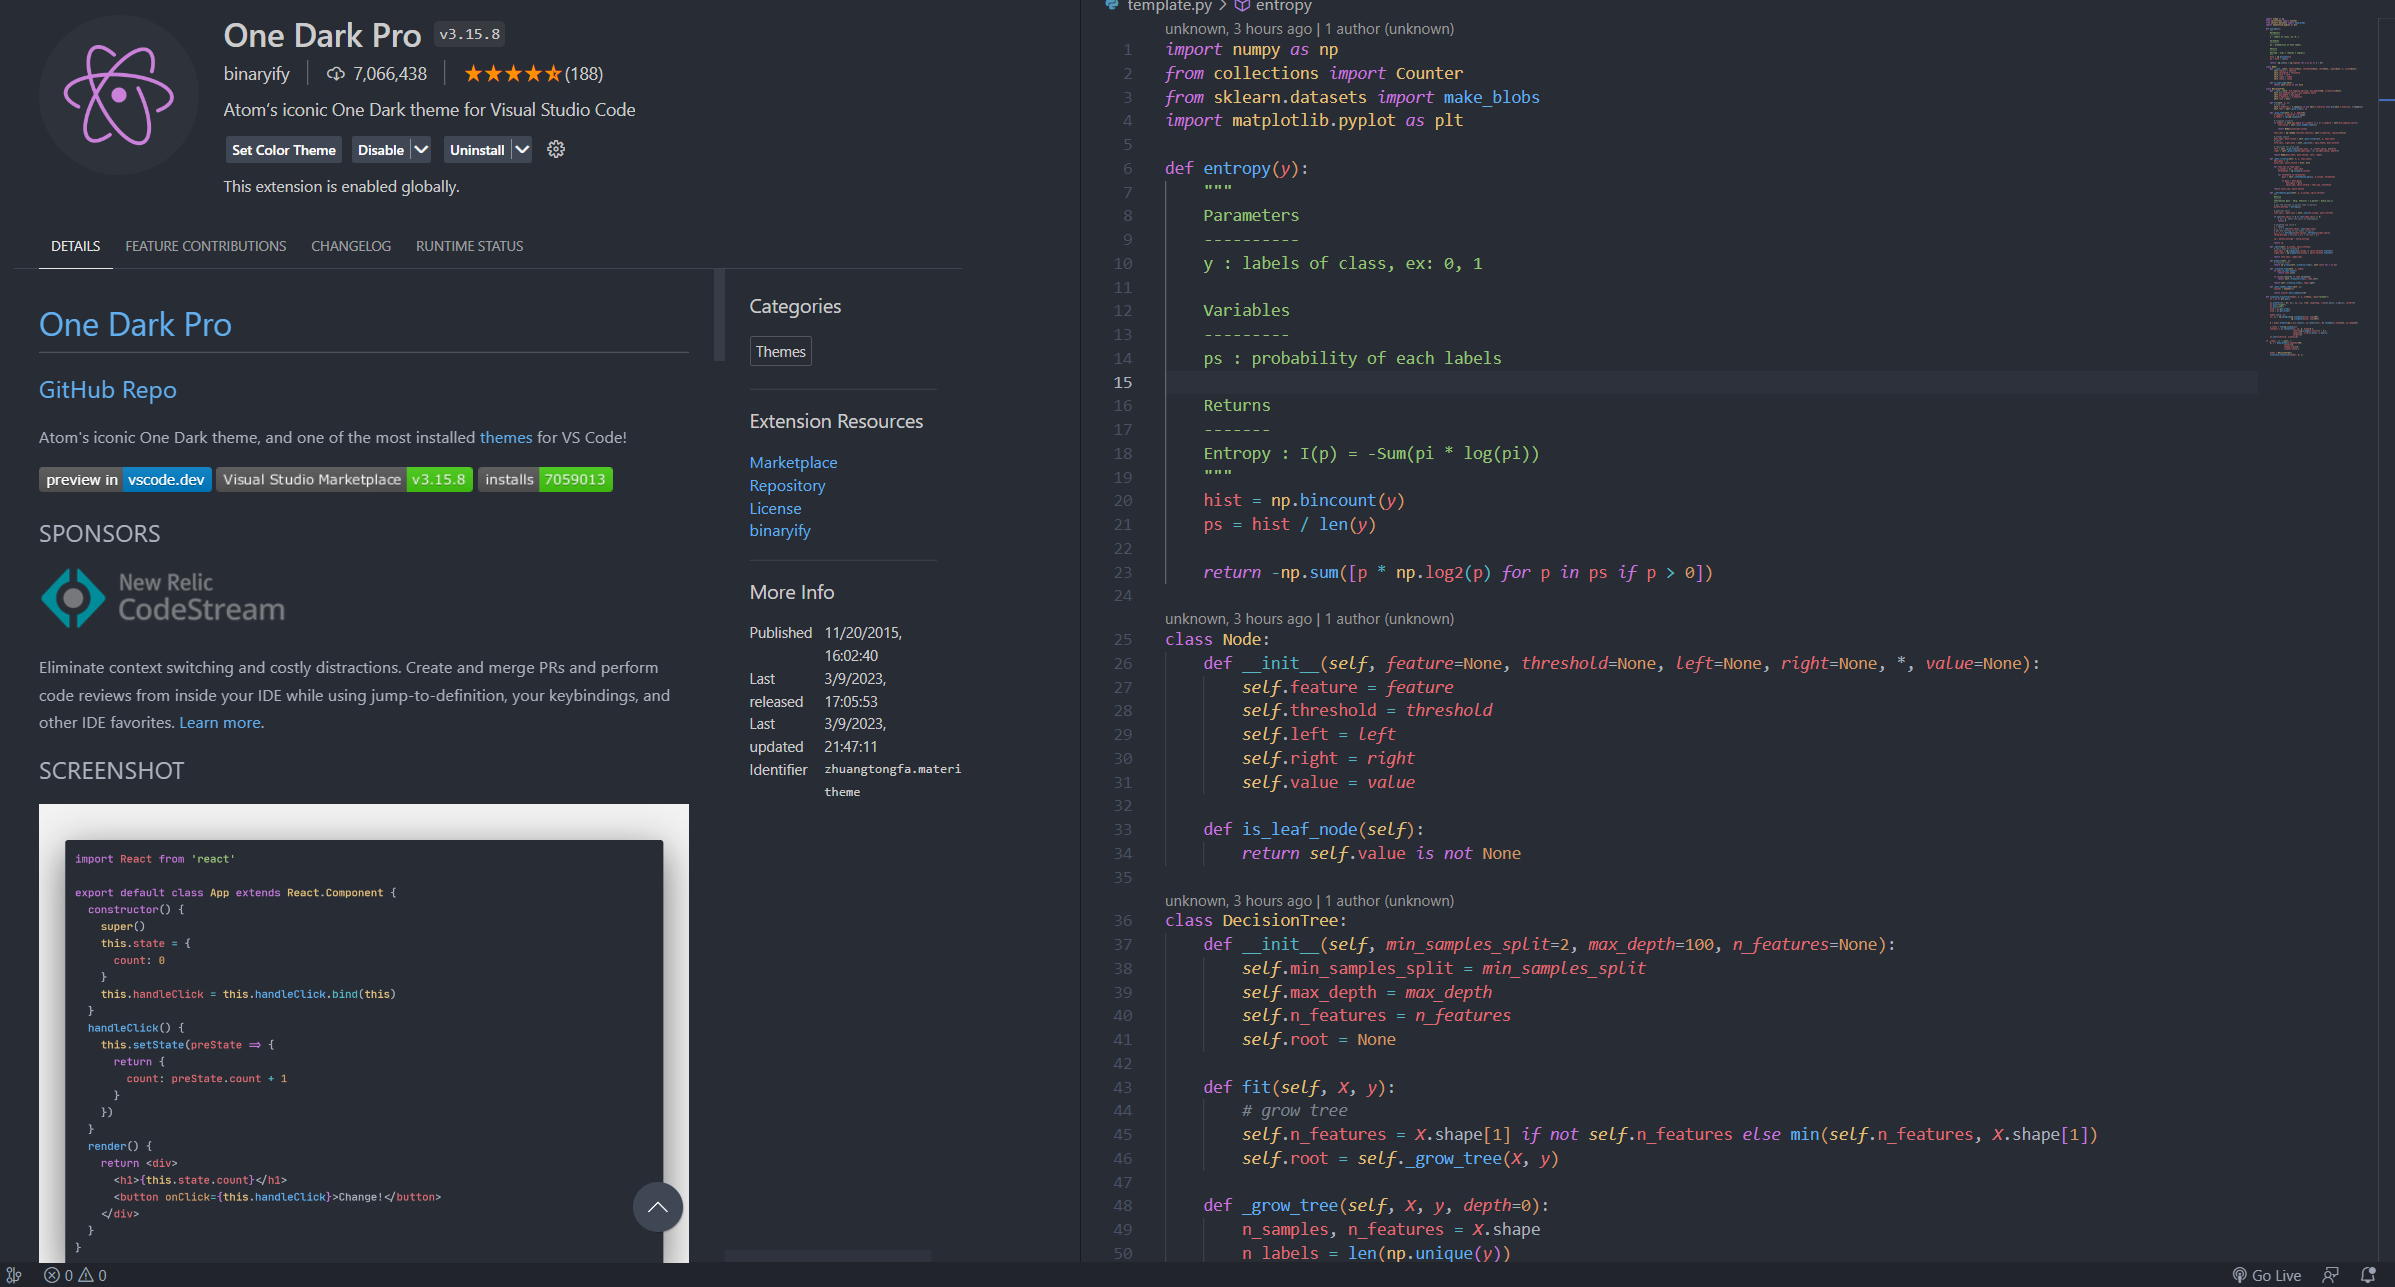 One Dark Pro v3.15.8
binaryify 7,066,438 (188)
Atom's iconic One Dark theme for Visual Studio Code
Set Color Theme Disable Uninstall
This extension is enabled globally.
DETAILS FEATURE CONTRIBUTIONS CHANGELOG RUNTIME STATUS
One Dark Pro
GitHub Repo
Atom's iconic One Dark theme, and one of the most installed themes for VS Code!
preview in vscode.dev Visual Studio Marketplace v3.15.8 installs 7059013
SPONSORS
New Relic
CodeStream
Eliminate context switching and costly distractions. Create and merge PRs and perform
code reviews from inside your IDE while using jump-to-definition, your keybindings, and
other IDE favorites. Learn more.
SCREENSHOT
import React from 'react'
export default class App extends React.Component {
constructor() {
super()
this.state = {
count: 0
}
this.handleClick = this.handleClick.bind(this)
}
handleClick() {
this.setState(preState => {
return {
count: preState.count + 1
}
})
}
render() {
return <div>
<h1>{this.state.count}</h1>
<button onClick={this.handleClick}>Change!</button>
</div>
}
}
Categories
Themes
Extension Resources
Marketplace
Repository
License
binaryify
More Info
Published 11/20/2015,
16:02:40
Last 3/9/2023,
released 17:05:53
Last 3/9/2023,
updated 21:47:11
Identifier zhuangtongfa.materi
theme
template.py > entropy
unknown, 3 hours ago | 1 author (unknown)
1 import numpy as np
2 from collections import Counter
3 from sklearn.datasets import make_blobs
4 import matplotlib.pyplot as plt
5
6 def entropy(y):
7 """
8 Parameters
9 ----------
10 y : labels of class, ex: 0, 1
11
12 Variables
13 ---------
14 ps : probability of each labels
15
16 Returns
17 -------
18 Entropy : I(p) = -Sum(pi * log(pi))
19 """
20 hist = np.bincount(y)
21 ps = hist / len(y)
22
23 return -np.sum([p * np.log2(p) for p in ps if p > 0])
24
unknown, 3 hours ago | 1 author (unknown)
25 class Node:
26 def __init__(self, feature=None, threshold=None, left=None, right=None, *, value=None):
27 self.feature = feature
28 self.threshold = threshold
29 self.left = left
30 self.right = right
31 self.value = value
32
33 def is_leaf_node(self):
34 return self.value is not None
35
unknown, 3 hours ago | 1 author (unknown)
36 class DecisionTree:
37 def __init__(self, min_samples_split=2, max_depth=100, n_features=None):
38 self.min_samples_split = min_samples_split
39 self.max_depth = max_depth
40 self.n_features = n_features
41 self.root = None
42
43 def fit(self, X, y):
44 # grow tree
45 self.n_features = X.shape[1] if not self.n_features else min(self.n_features, X.shape[1])
46 self.root = self._grow_tree(X, y)
47
48 def _grow_tree(self, X, y, depth=0):
49 n_samples, n_features = X.shape
50 n_labels = len(np.unique(y))
0 0
Go Live